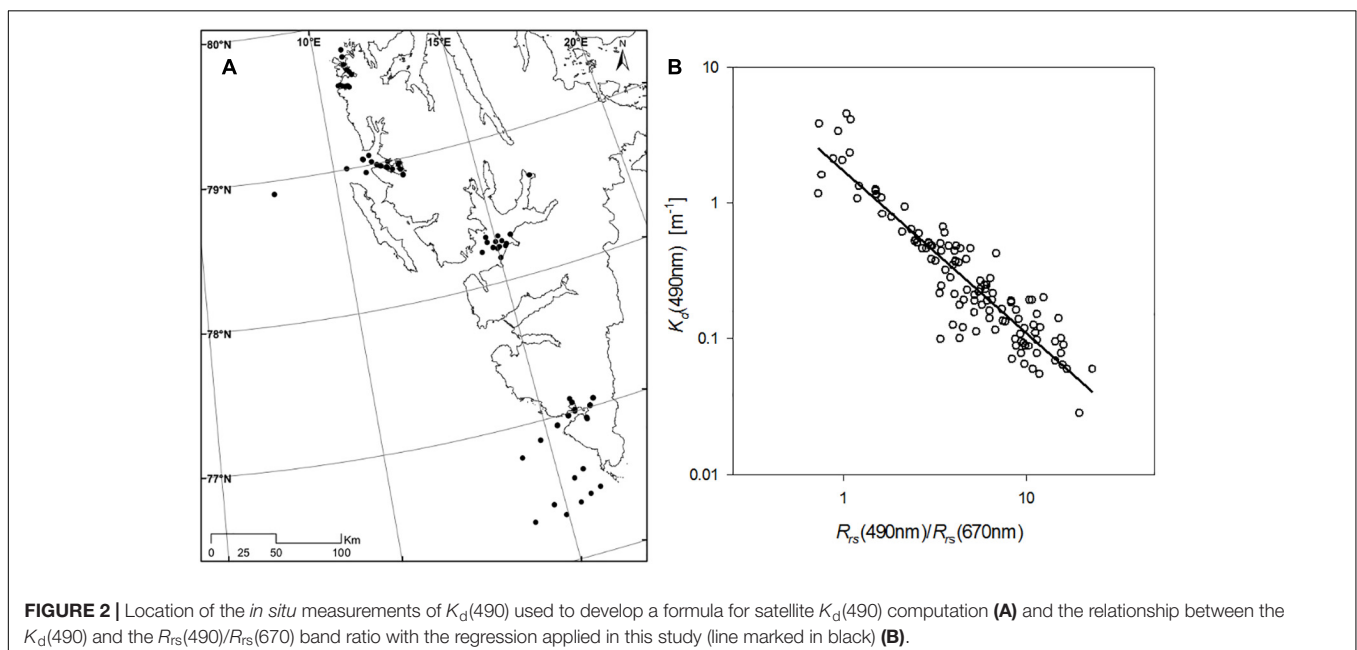 A
10°E
15°E
20°E
N
80°N
79°N
78°N
77°N
0 25 50 100
Km
B
10
1
0.1
0.01
Kd(490nm) [m-1]
1 10
Rrs(490nm)/Rrs(670nm)
FIGURE 2 | Location of the in situ measurements of Kd(490) used to develop a formula for satellite Kd(490) computation (A) and the relationship between the
Kd(490) and the Rrs(490)/Rrs(670) band ratio with the regression applied in this study (line marked in black) (B).